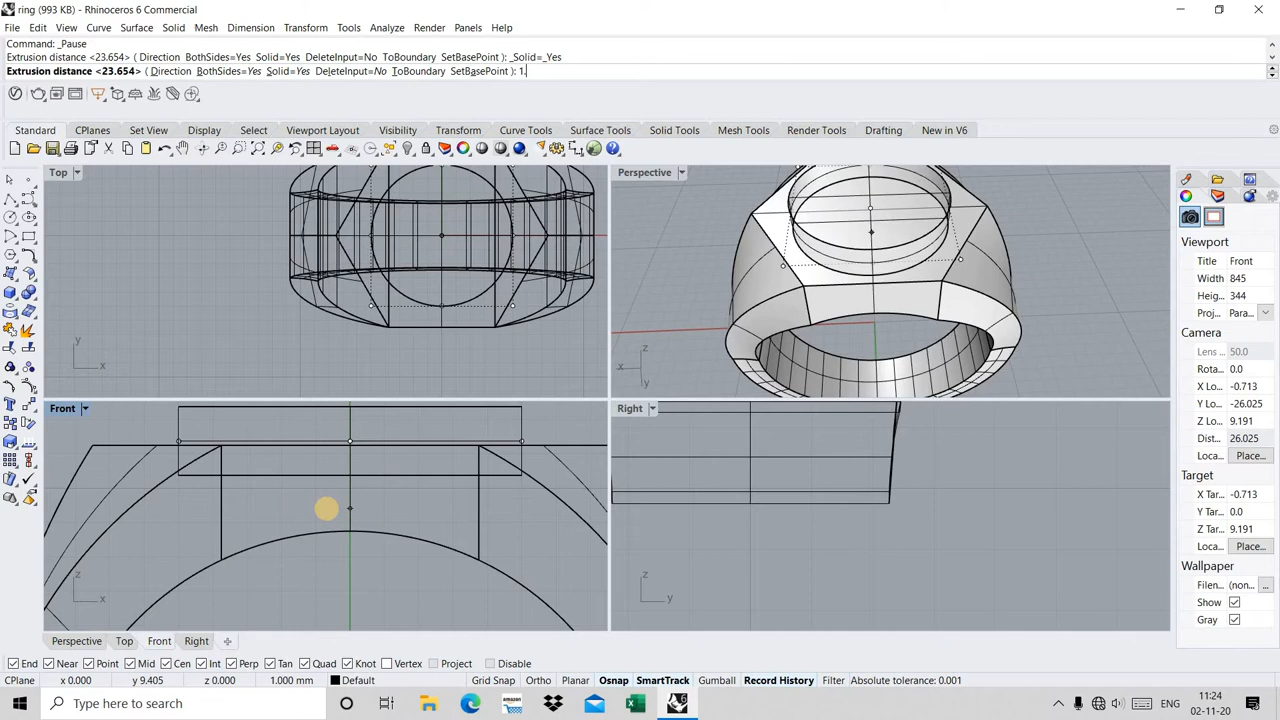 ring (993 KB) - Rhinoceros 6 Commercial
File Edit View Curve Surface Solid Mesh Dimension Transform Tools Analyze Render Panels Help
Command: _Pause
Extrusion distance <23.654> ( Direction BothSides=Yes Solid=Yes DeleteInput=No ToBoundary SetBasePoint ): _Solid=_Yes
Extrusion distance <23.654> ( Direction BothSides=Yes Solid=Yes DeleteInput=No ToBoundary SetBasePoint ): 1.
Standard CPlanes Set View Display Select Viewport Layout Visibility Transform Curve Tools Surface Tools Solid Tools Mesh Tools Render Tools Drafting New in V6
Top
y
x
Perspective
z
x
y
Front
z
x
Right
z
y
Viewport
Title Front
Width 845
Heig... 344
Proj... Para...
Camera
Lens ... 50.0
Rota... 0.0
X Lo... -0.713
Y Lo... -26.025
Z Lo... 9.191
Dist... 26.025
Loca... Place...
Target
X Tar... -0.713
Y Tar... 0.0
Z Tar... 9.191
Loca... Place...
Wallpaper
Filen... (non... ...
Show
Gray
Perspective Top Front Right
End Near Point Mid Cen Int Perp Tan Quad Knot Vertex Project Disable
CPlane x 0.000 y 9.405 z 0.000 1.000 mm Default Grid Snap Ortho Planar Osnap SmartTrack Gumball Record History Filter Absolute tolerance: 0.001
Type here to search
amazon
ENG
11:24
02-11-20